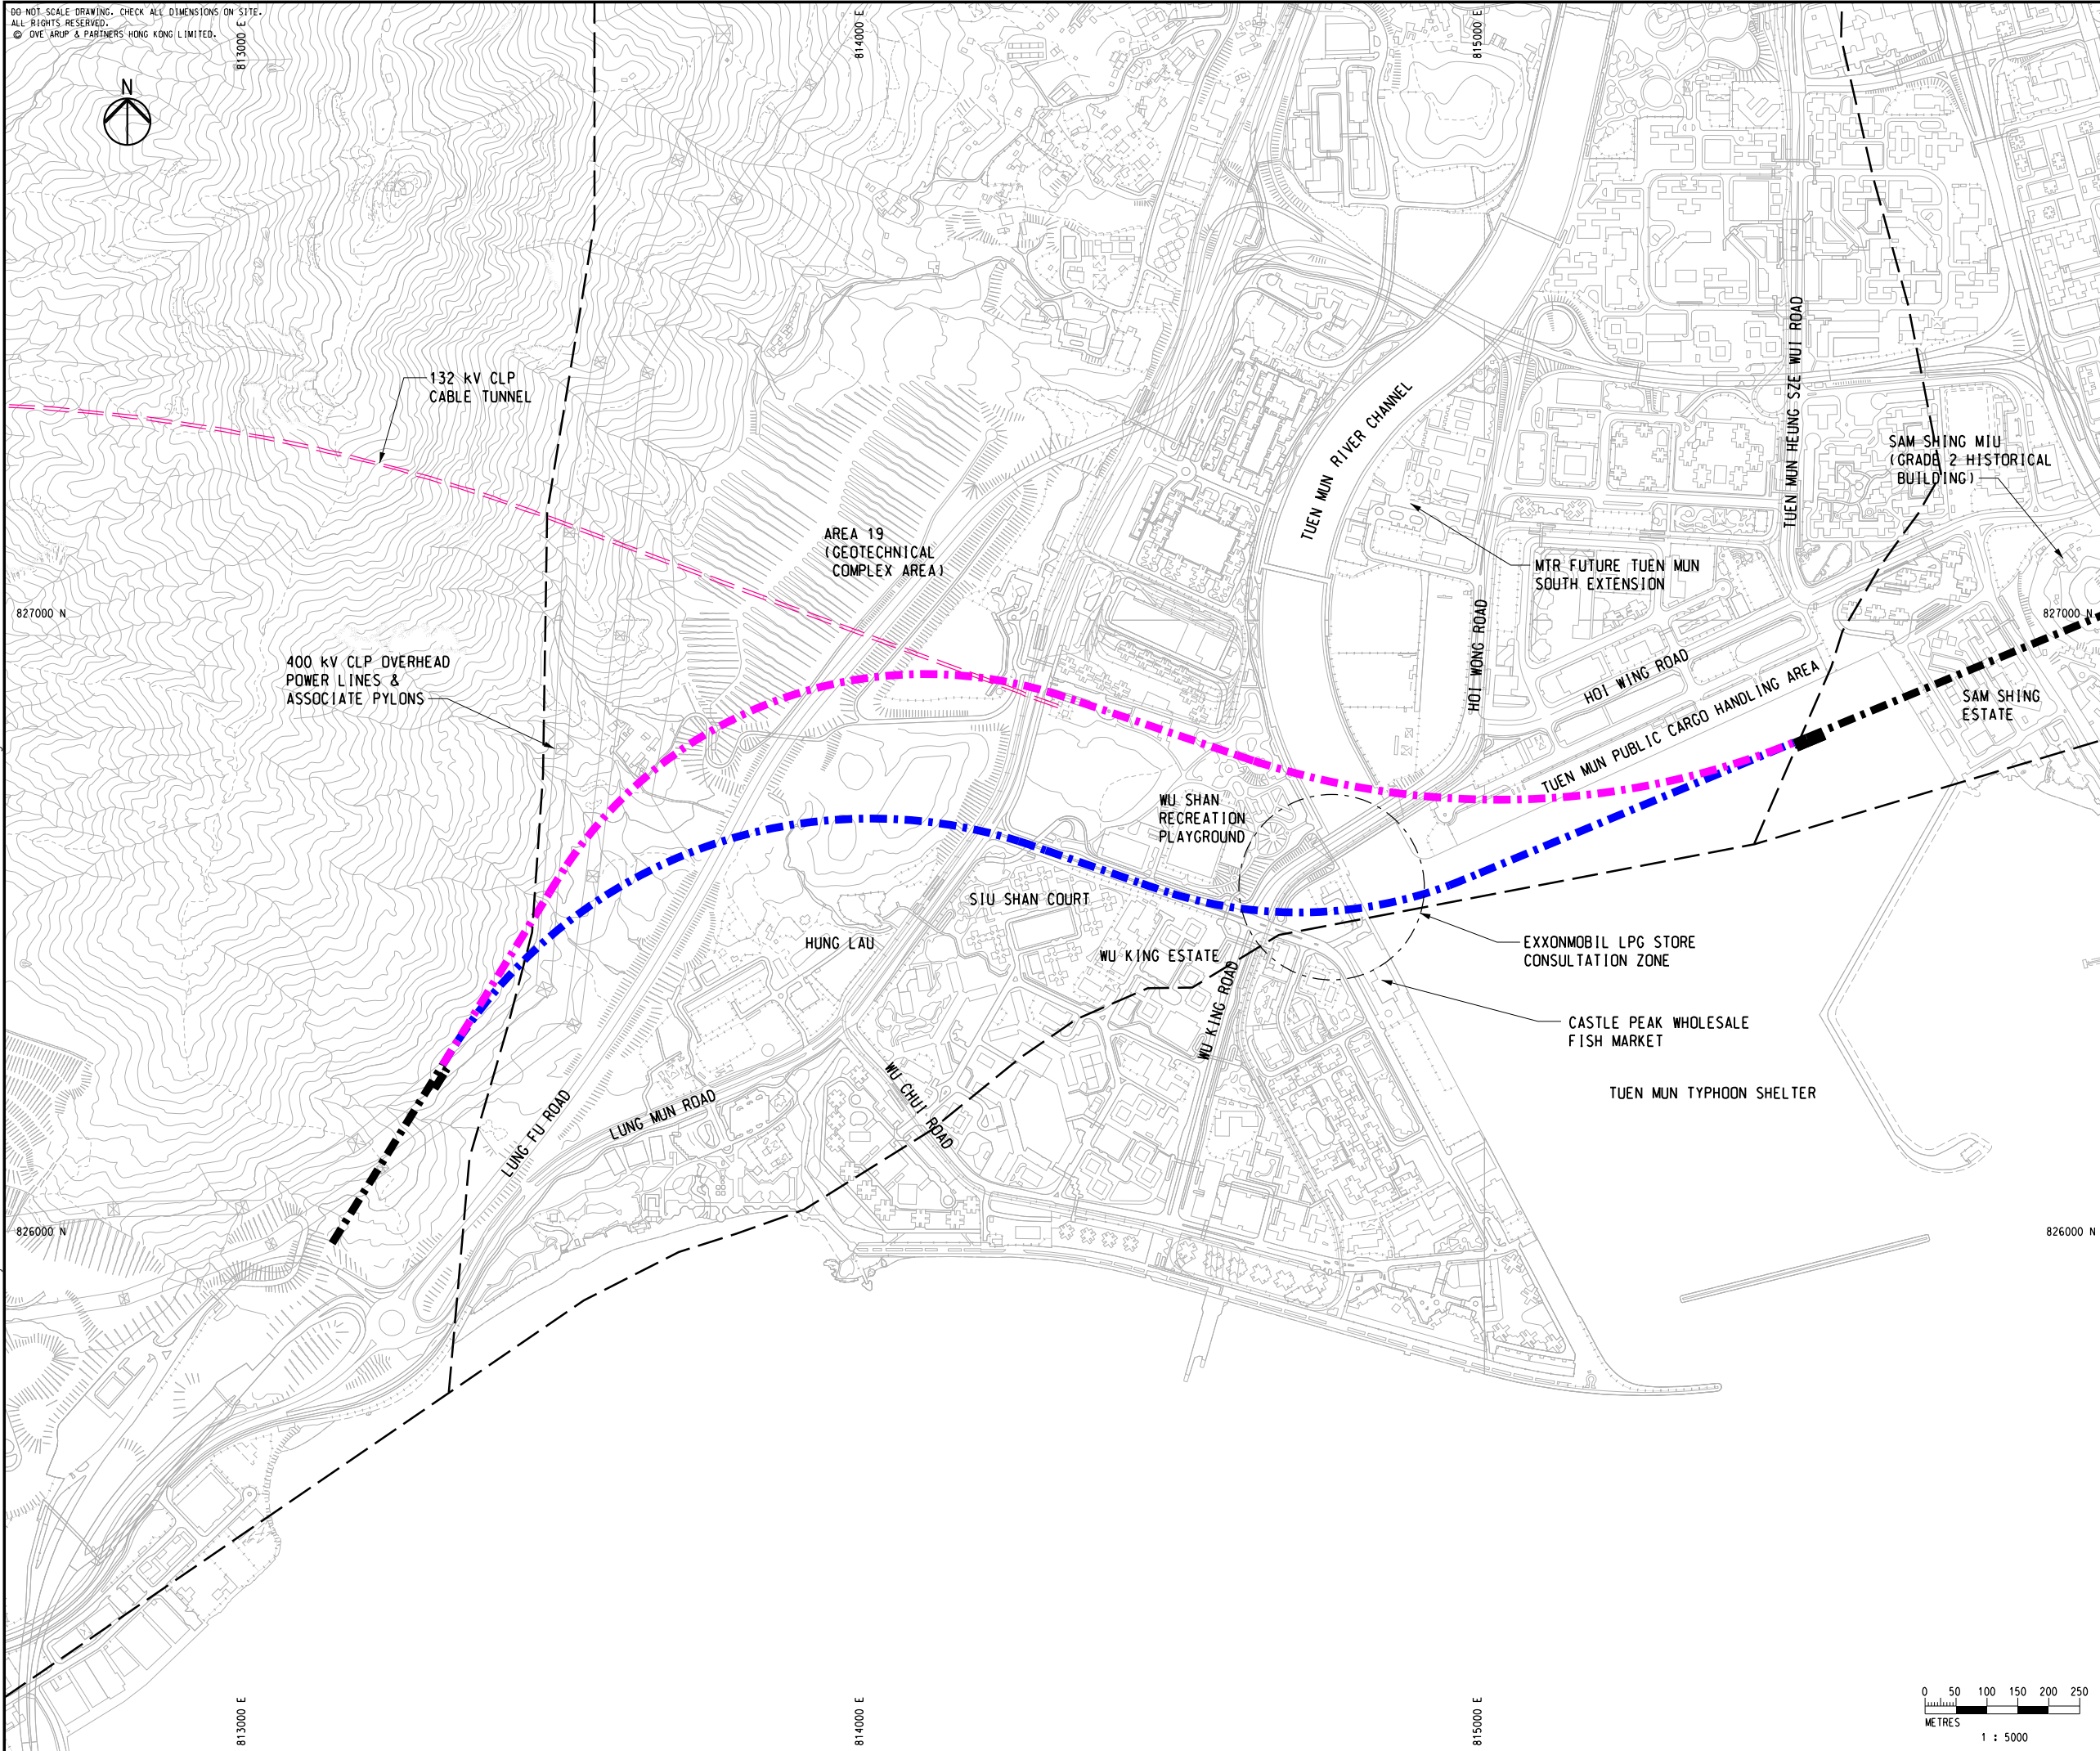 DO NOT SCALE DRAWING. CHECK ALL DIMENSIONS ON SITE.
ALL RIGHTS RESERVED.
© OVE ARUP & PARTNERS HONG KONG LIMITED.
813000 E
814000 E
815000 E
N
132 kV CLP
CABLE TUNNEL
TUEN MUN HEUNG SZE WUI ROAD
TUEN MUN RIVER CHANNEL
SAM SHING MIU
(GRADE 2 HISTORICAL
BUILDING)
AREA 19
(GEOTECHNICAL
COMPLEX AREA)
MTR FUTURE TUEN MUN
SOUTH EXTENSION
827000 N
827000 N
HOI WONG ROAD
HOI WING ROAD
400 kV CLP OVERHEAD
POWER LINES &
ASSOCIATE PYLONS
TUEN MUN PUBLIC CARGO HANDLING AREA
SAM SHING
ESTATE
WU SHAN
RECREATION
PLAYGROUND
SIU SHAN COURT
HUNG LAU
WU KING ESTATE
EXXONMOBIL LPG STORE
CONSULTATION ZONE
WU KING ROAD
CASTLE PEAK WHOLESALE
FISH MARKET
TUEN MUN TYPHOON SHELTER
LUNG FU ROAD
LUNG MUN ROAD
WU CHUI ROAD
826000 N
826000 N
813000 E
814000 E
815000 E
0 50 100 150 200 250
METRES
1 : 5000